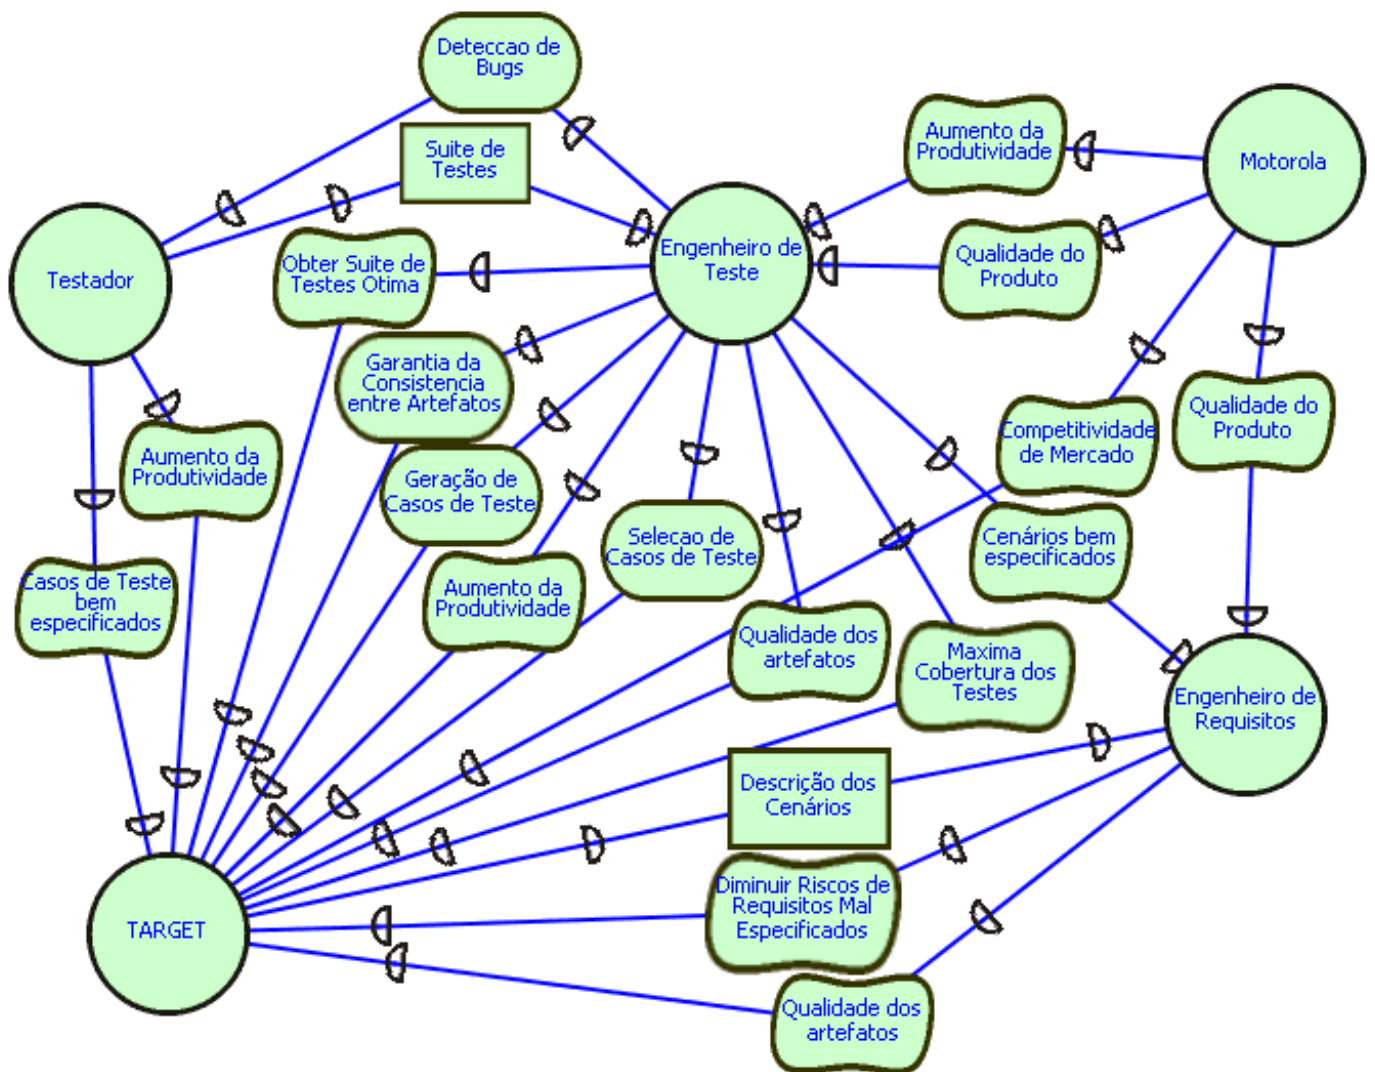 Deteccao de
Bugs
Suite de
Testes
Aumento da
Produtividade
Motorola
Testador
Obter Suite de
Testes Otima
Engenheiro de
Teste
Qualidade do
Produto
Garantia da
Consistencia
entre Artefatos
Competitividade
de Mercado
Qualidade do
Produto
Aumento da
Produtividade
Geração de
Casos de Teste
Selecao de
Casos de Teste
Cenários bem
especificados
Casos de Teste
bem
especificados
Aumento da
Produtividade
Qualidade dos
artefatos
Maxima
Cobertura dos
Testes
Engenheiro de
Requisitos
Descrição dos
Cenários
TARGET
Diminuir Riscos de
Requisitos Mal
Especificados
Qualidade dos
artefatos